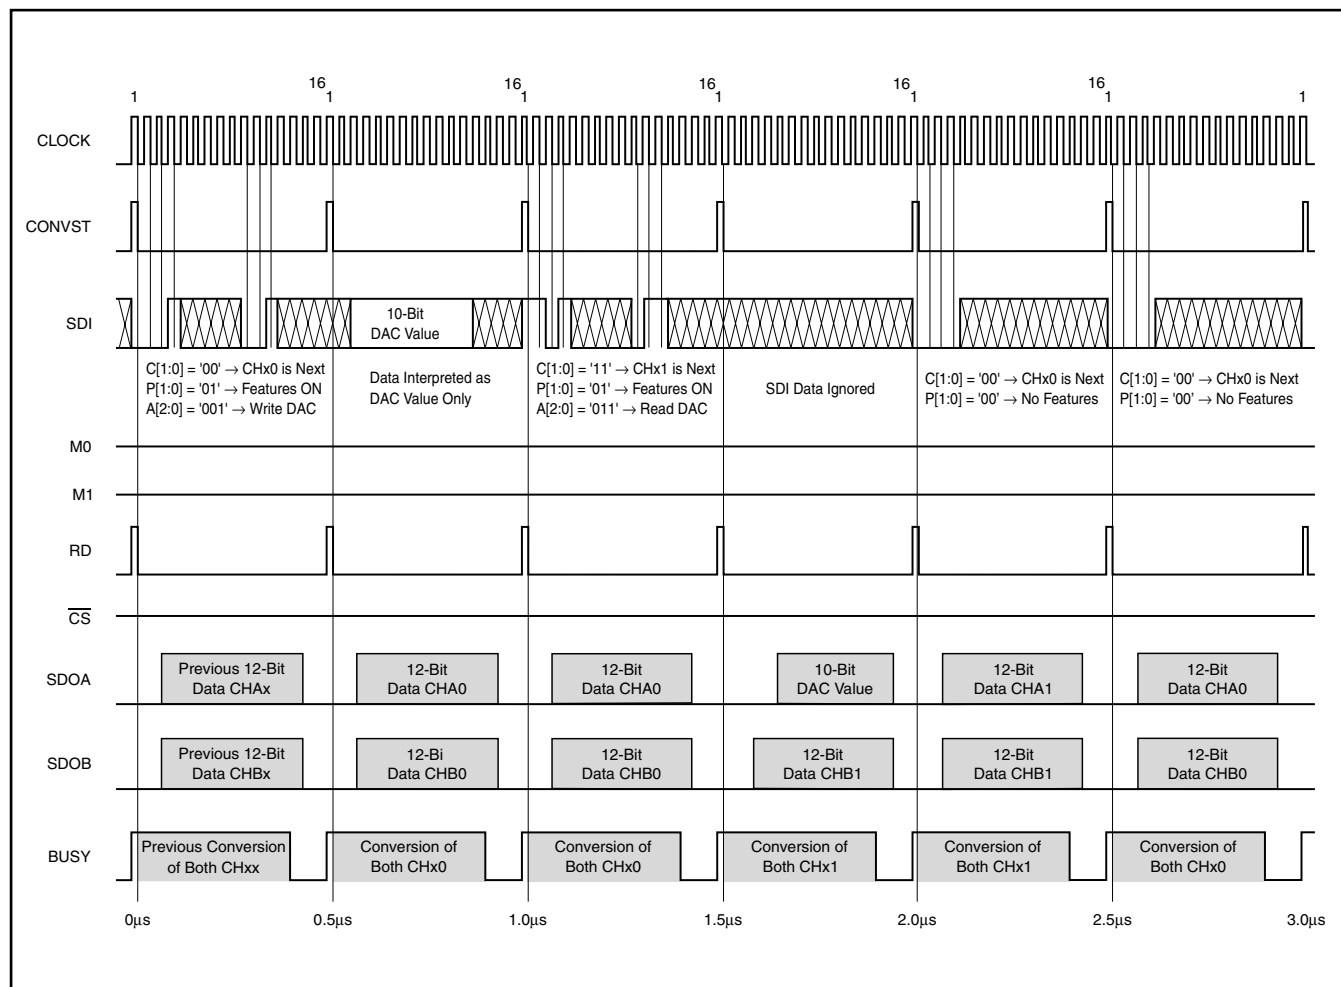 16 16 16 16 16
1 1 1 1 1 1 1
CLOCK
CONVST
SDI
10-Bit
DAC Value
C[1:0] = '00' → CHx0 is Next
P[1:0] = '01' → Features ON
A[2:0] = '001' → Write DAC
Data Interpreted as
DAC Value Only
C[1:0] = '11' → CHx1 is Next
P[1:0] = '01' → Features ON
A[2:0] = '011' → Read DAC
SDI Data Ignored
C[1:0] = '00' → CHx0 is Next
P[1:0] = '00' → No Features
C[1:0] = '00' → CHx0 is Next
P[1:0] = '00' → No Features
M0
M1
RD
CS
SDOA
Previous 12-Bit
Data CHAx
12-Bit
Data CHA0
12-Bit
Data CHA0
10-Bit
DAC Value
12-Bit
Data CHA1
12-Bit
Data CHA0
SDOB
Previous 12-Bit
Data CHBx
12-Bi
Data CHB0
12-Bit
Data CHB0
12-Bit
Data CHB1
12-Bit
Data CHB1
12-Bit
Data CHB0
BUSY
Previous Conversion
of Both CHxx
Conversion of
Both CHx0
Conversion of
Both CHx0
Conversion of
Both CHx1
Conversion of
Both CHx1
Conversion of
Both CHx0
0µs 0.5µs 1.0µs 1.5µs 2.0µs 2.5µs 3.0µs